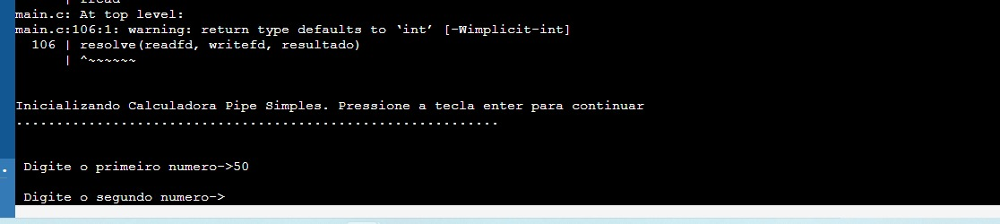 main.c: At top level:
main.c:106:1: warning: return type defaults to ‘int’ [-Wimplicit-int]
106 | resolve(readfd, writefd, resultado)
| ^~~~~~~
Inicializando Calculadora Pipe Simples. Pressione a tecla enter para continuar
..............................................................
Digite o primeiro numero->50
Digite o segundo numero->